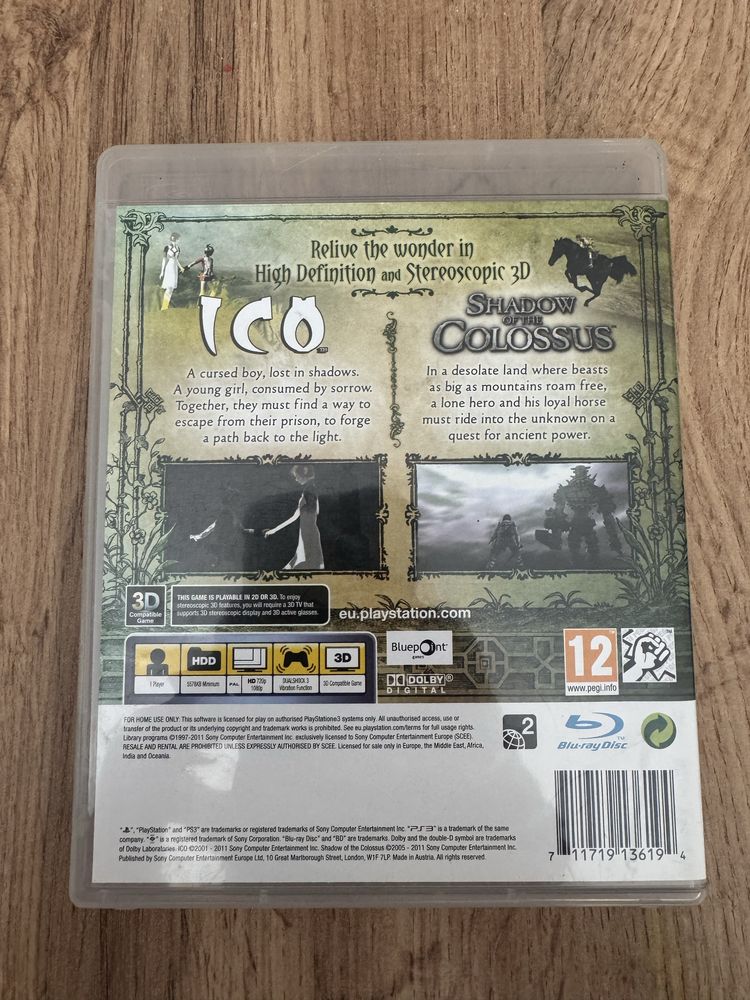 Relive the wonder in
High Definition and Stereoscopic 3D
ICO
A cursed boy, lost in shadows.
A young girl, consumed by sorrow.
Together, they must find a way to
escape from their prison, to forge
a path back to the light.
SHADOW
OF THE
COLOSSUS
In a desolate land where beasts
as big as mountains roam free,
a lone hero and his loyal horse
must ride into the unknown on a
quest for ancient power.
3D
Compatible
Game
THIS GAME IS PLAYABLE IN 2D OR 3D. To enjoy
stereoscopic 3D features, you will require a 3D TV that
supports 3D stereoscopic display and 3D active glasses.
eu.playstation.com
1 Player
HDD
5578KB Minimum
PAL
HD 720p
1080p
DUALSHOCK 3
Vibration Function
3D
3D Compatible Game
Bluepoint
games
DOLBY
DIGITAL
12
www.pegi.info
FOR HOME USE ONLY: This software is licensed for play on authorised PlayStation®3 systems only. All unauthorised access, use or
transfer of the product or its underlying copyright and trademark work is prohibited. See eu.playstation.com/terms for full usage rights.
Library programs ©1997-2011 Sony Computer Entertainment Inc. exclusively licensed to Sony Computer Entertainment Europe (SCEE).
RESALE AND RENTAL ARE PROHIBITED UNLESS EXPRESSLY AUTHORISED BY SCEE. Licensed for sale only in Europe, the Middle East, Africa,
India and Oceania.
2
Blu-ray Disc
TM
"PlayStation" and "PS3" are trademarks or registered trademarks of Sony Computer Entertainment Inc. "PS3" is a trademark of the same
company. " " is a registered trademark of Sony Corporation. "Blu-ray Disc" and "BD" are trademarks. Dolby and the double-D symbol are trademarks
of Dolby Laboratories. ICO ©2001 - 2011 Sony Computer Entertainment Inc. Shadow of the Colossus ©2005 - 2011 Sony Computer Entertainment Inc.
Published by Sony Computer Entertainment Europe Ltd, 10 Great Marlborough Street, London, W1F 7LP. Made in Austria. All rights reserved.
7 11719 13619 4